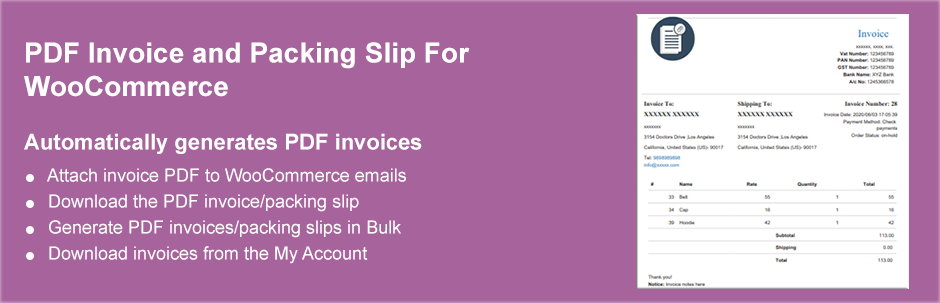 PDF Invoice and Packing Slip For
WooCommerce
Automatically generates PDF invoices
• Attach invoice PDF to WooCommerce emails
• Download the PDF invoice/packing slip
• Generate PDF invoices/packing slips in Bulk
• Download invoices from the My Account
Invoice
xxxxxx, xxxx, xxx.
Vat Number: 123456789
PAN Number: 123456789
GST Number: 123456789
Bank Name: XYZ Bank
A/c No: 1245368578
Invoice To:
XXXXXX XXXXXX
xxxxxxx
3154 Doctors Drive ,Los Angeles
California, United States (US)- 90017
Tel:
info@xxxxx.com
Shipping To:
XXXXXX XXXXXX
xxxxxxx
3154 Doctors Drive ,Los Angeles
California, United States (US)- 90017
Invoice Number: 28
Invoice Date: 2020/06/03 17:05:39
Payment Method: Check
payments
Order Status: on-hold
# Name Rate Quantity Total
33 Belt 55 1 55
34 Cap 16 1 16
39 Hoodie 42 1 42
Subtotal 113.00
Shipping 0.00
Total 113.00
Thank you!
Notice: Invoice notes here